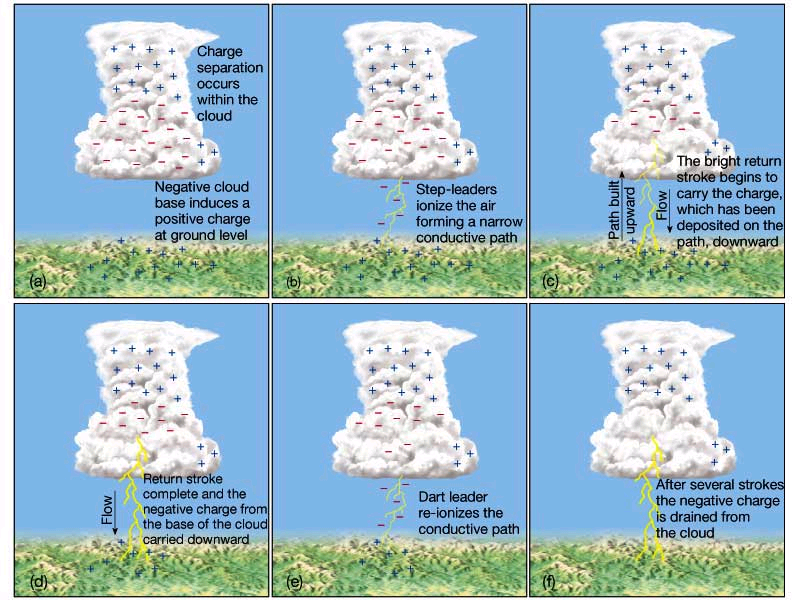 Charge
separation
occurs
within the
cloud
Negative cloud
base induces a
positive charge
at ground level
(a)
Step-leaders
ionize the air
forming a narrow
conductive path
(b)
Path built
upward
Flow
The bright return
stroke begins to
carry the charge,
which has been
deposited on the
path, downward
(c)
Flow
Return stroke
complete and the
negative charge from
the base of the cloud
carried downward
(d)
Dart leader
re-ionizes the
conductive path
(e)
After several strokes
the negative charge
is drained from
the cloud
(f)